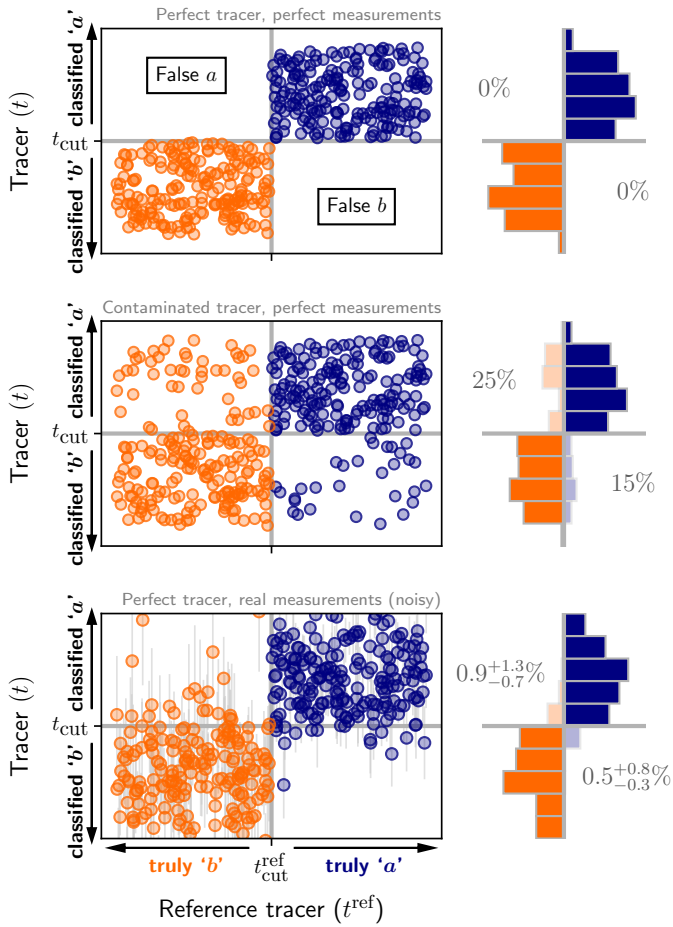 Perfect tracer, perfect measurements
Tracer (t)
classified ‘a’
t_cut
classified ‘b’
False a
False b
0%
0%
Contaminated tracer, perfect measurements
Tracer (t)
classified ‘a’
t_cut
classified ‘b’
25%
15%
Perfect tracer, real measurements (noisy)
Tracer (t)
classified ‘a’
t_cut
classified ‘b’
0.9^{+1.3}_{−0.7}%
0.5^{+0.8}_{−0.3}%
truly ‘b’ t^{ref}_{cut} truly ‘a’
Reference tracer (t^{ref})